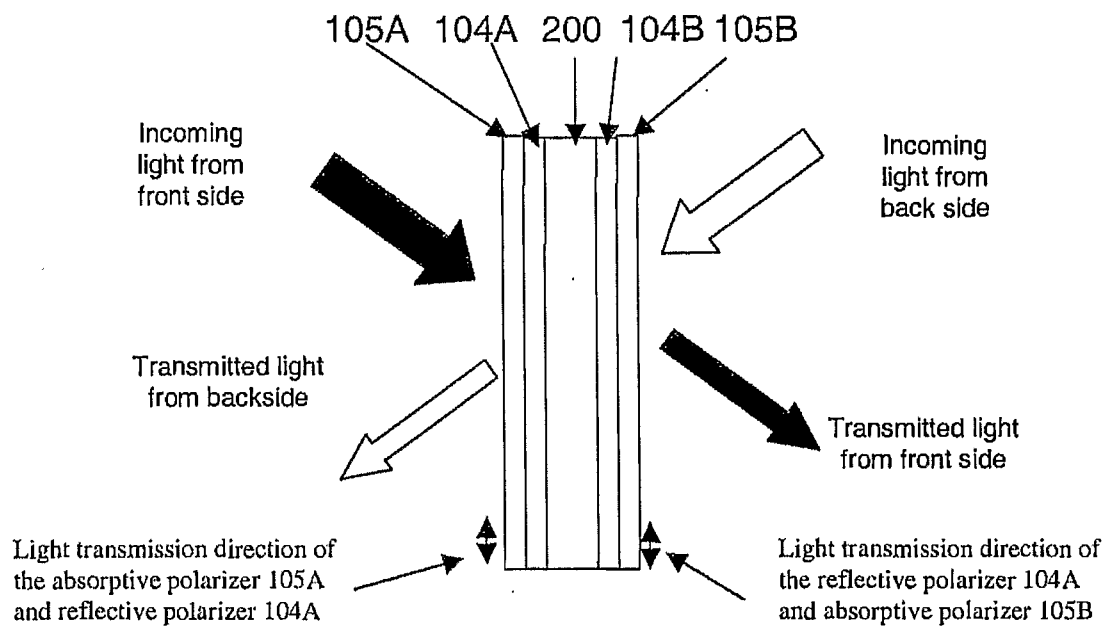 105A 104A 200 104B 105B
Incoming
light from
front side
Incoming
light from
back side
Transmitted light
from backside
Transmitted light
from front side
Light transmission direction of
the absorptive polarizer 105A
and reflective polarizer 104A
Light transmission direction of
the reflective polarizer 104A
and absorptive polarizer 105B